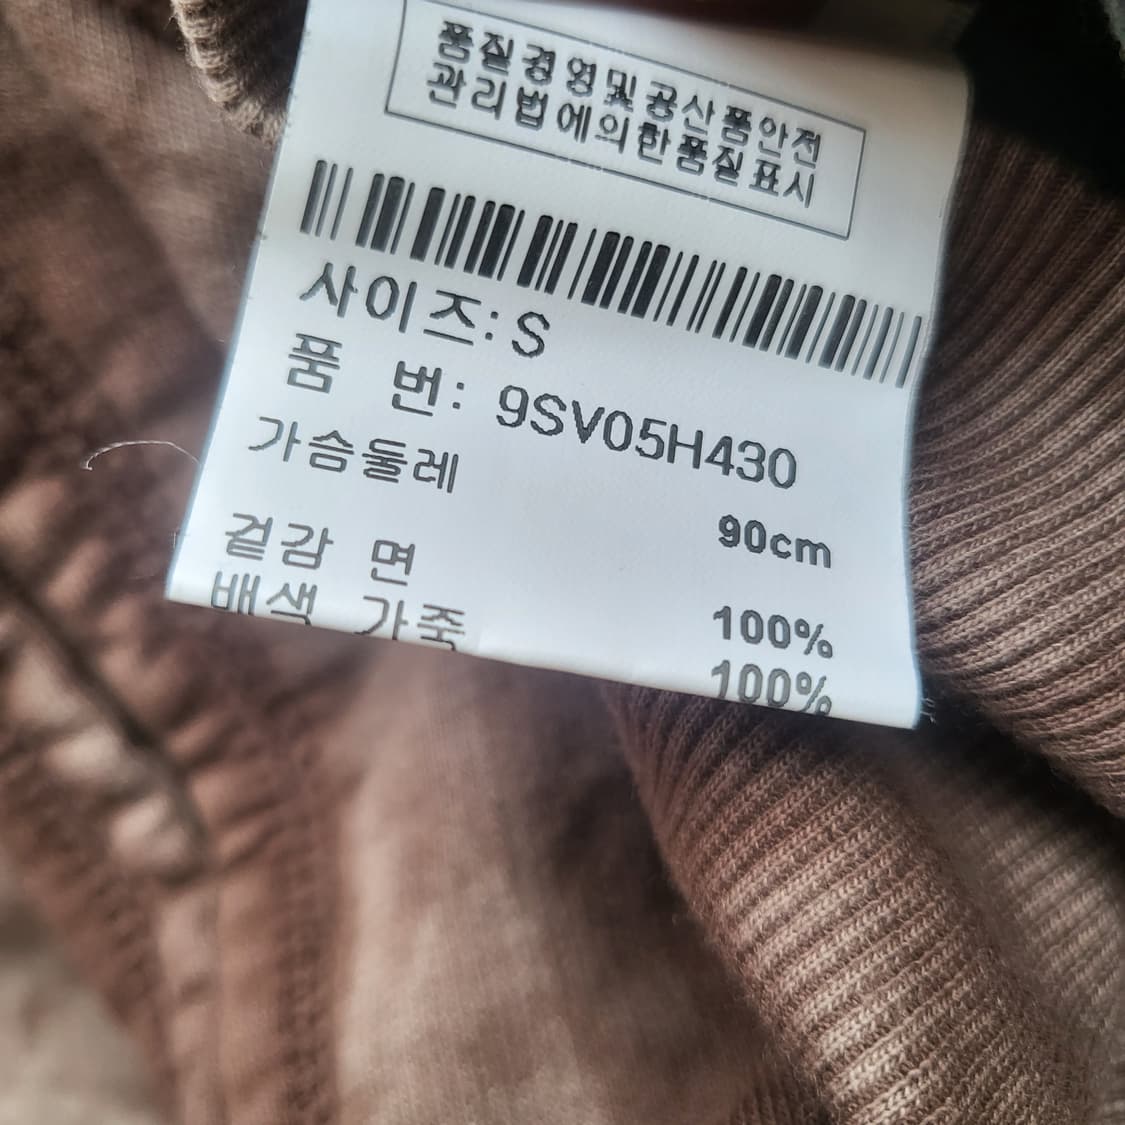 품질경영및공산품안전
관리법에의한품질표시
사이즈: S
품 번: 9SV05H430
가슴둘레 90cm
겉감 면 100%
배색 가죽 100%